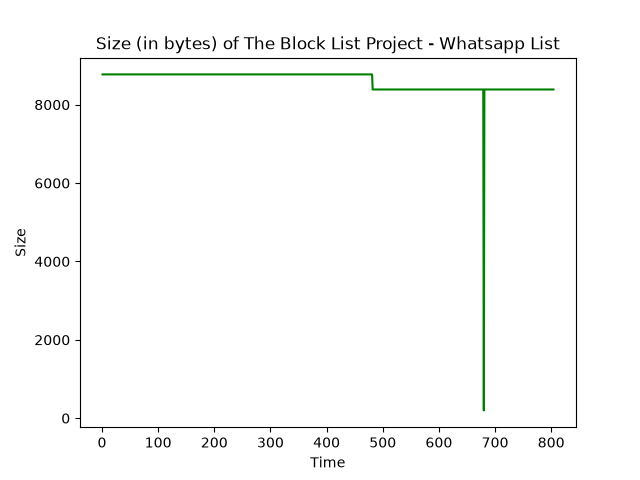 Size (in bytes) of The Block List Project - Whatsapp List
8000
6000
4000
2000
0
Size
0 100 200 300 400 500 600 700 800
Time